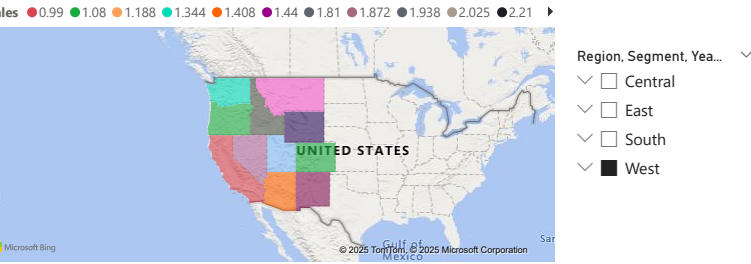 ales 0.99 1.08 1.188 1.344 1.408 1.44 1.81 1.872 1.938 2.025 2.21
Region, Segment, Yea...
Central
East
South
West
UNITED STATES
Gulf of
Mexico
Sar
Microsoft Bing
© 2025 TomTom, © 2025 Microsoft Corporation